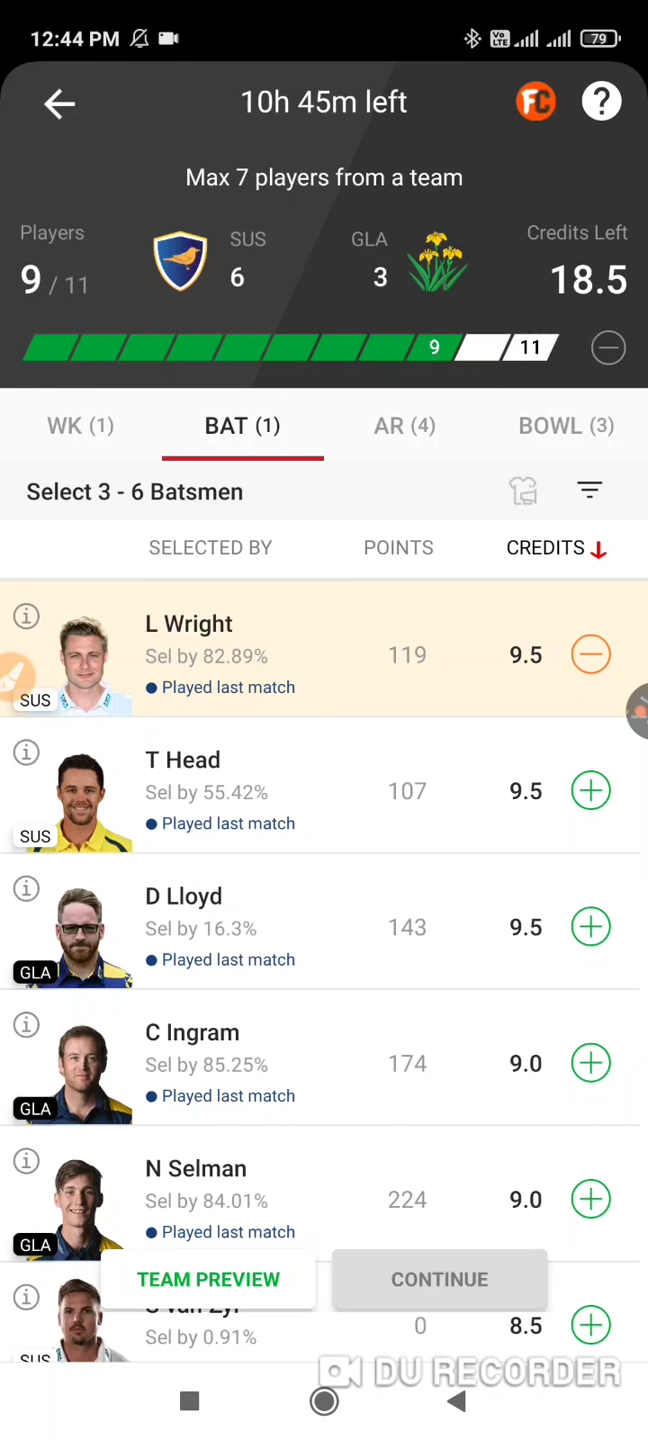 12:44 PM
Vo LTE
79
10h 45m left
FC
?
Max 7 players from a team
Players
SUS
GLA
Credits Left
9 / 11
6
3
18.5
9
11
WK (1)
BAT (1)
AR (4)
BOWL (3)
Select 3 - 6 Batsmen
SELECTED BY
POINTS
CREDITS
i
L Wright
Sel by 82.89%
119
9.5
Played last match
SUS
i
T Head
Sel by 55.42%
107
9.5
Played last match
SUS
i
D Lloyd
Sel by 16.3%
143
9.5
Played last match
GLA
i
C Ingram
Sel by 85.25%
174
9.0
Played last match
GLA
i
N Selman
Sel by 84.01%
224
9.0
Played last match
GLA
TEAM PREVIEW
CONTINUE
i
Sel by 0.91%
0
8.5
SUS
DU RECORDER